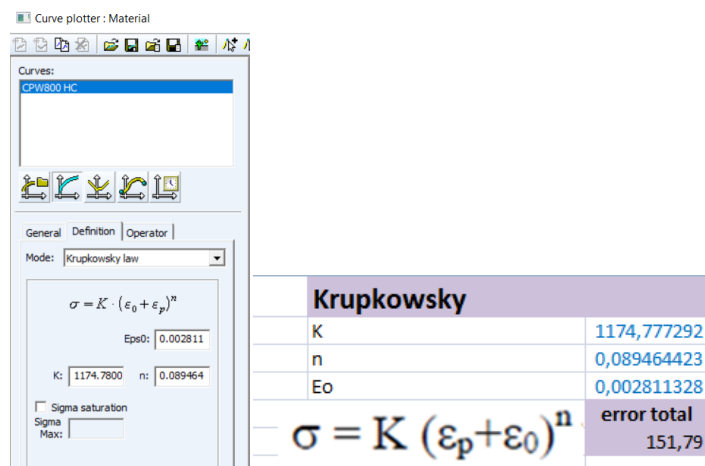 Curve plotter : Material
Curves:
CPW800 HC
General Definition Operator
Mode: Krupkowsky law
σ = K · (ε₀ + εₚ)ⁿ
Eps0: 0.002811
K: 1174.7800 n: 0.089464
Sigma saturation
Sigma
Max:
Krupkowsky
K 1174,777292
n 0,089464423
Eo 0,002811328
σ = K (εₚ+ε₀)ⁿ
error total
151,79